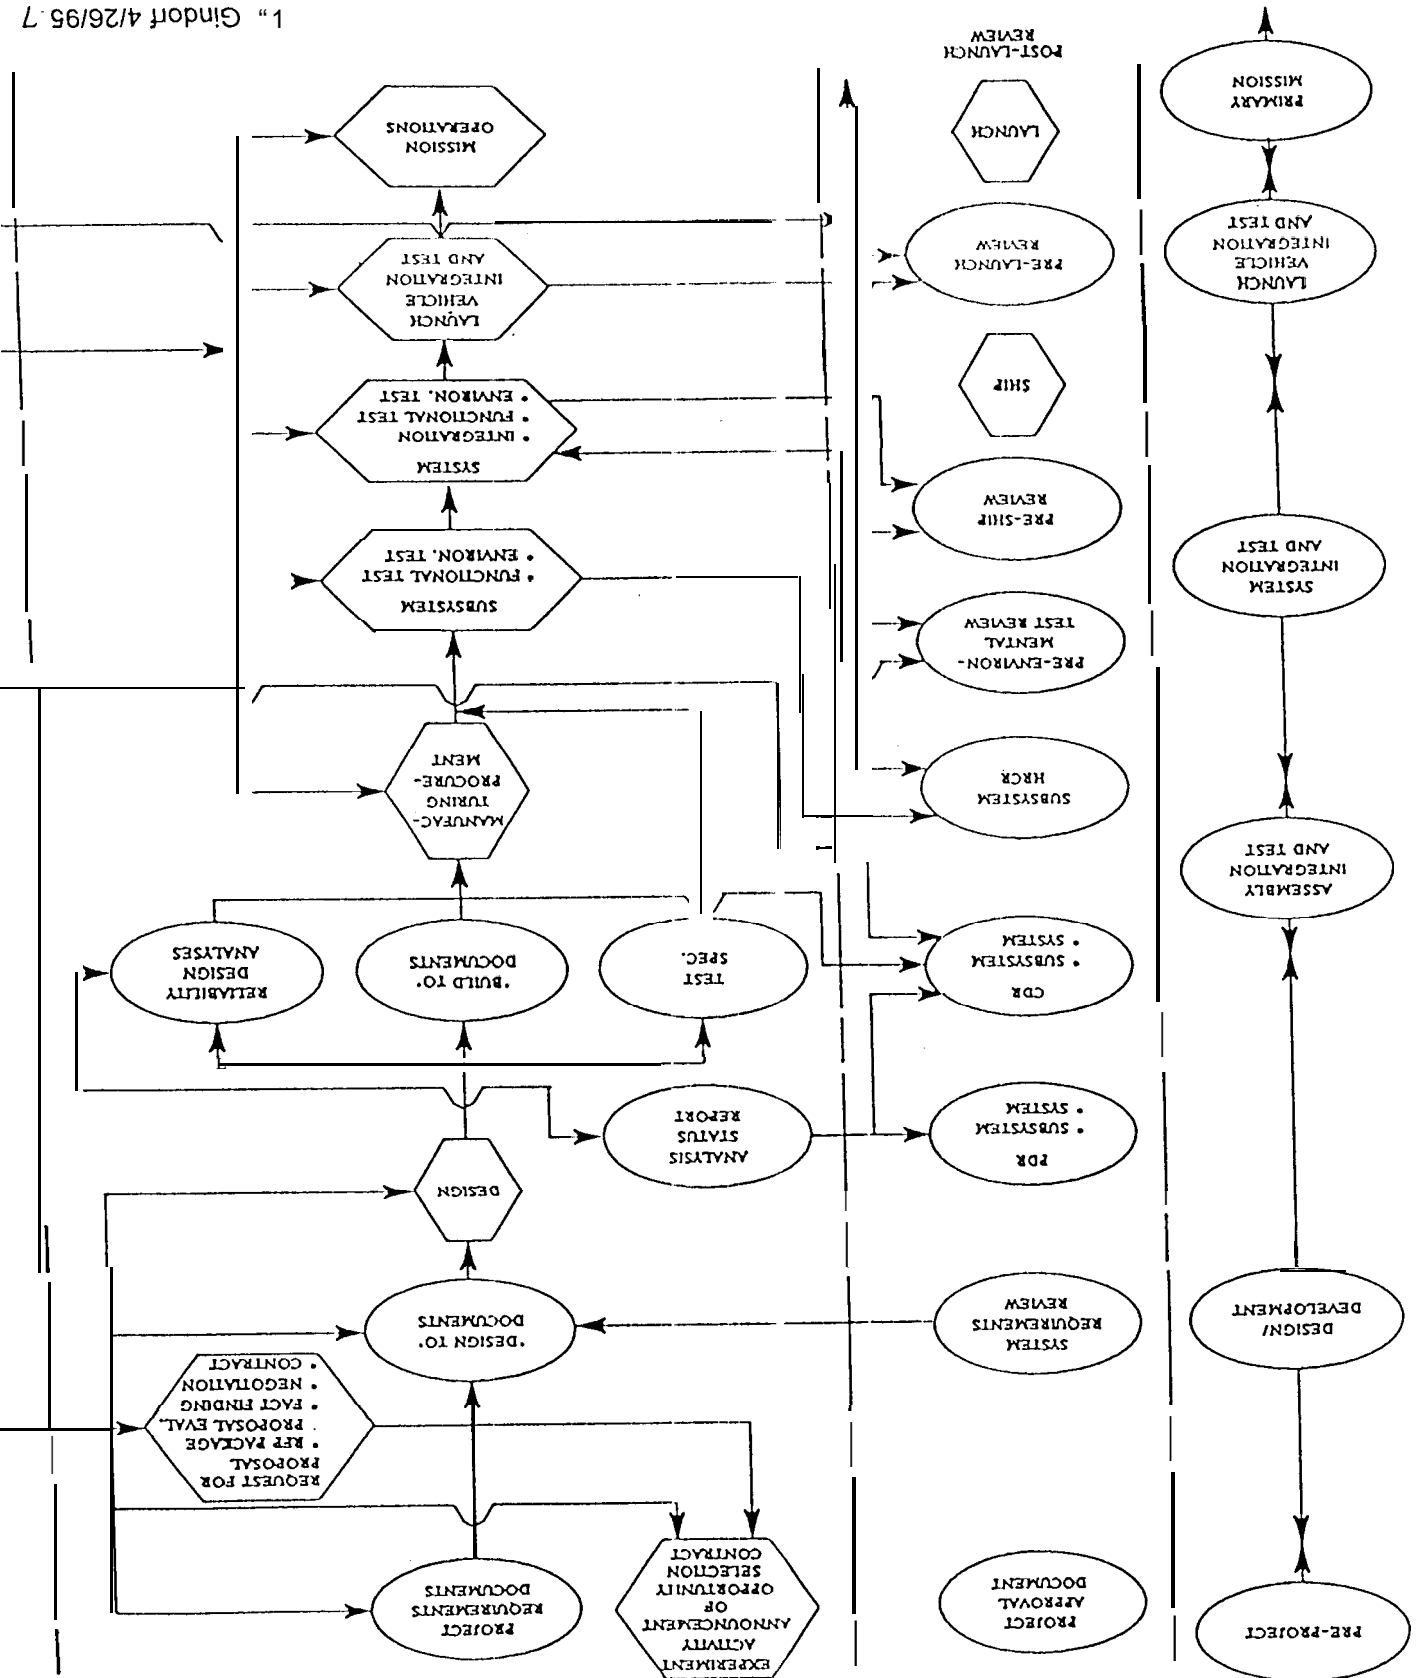 PRE-PROJECT
DESIGN/
DEVELOPMENT
ASSEMBLY
INTEGRATION
AND TEST
SYSTEM
INTEGRATION
AND TEST
LAUNCH
VEHICLE
INTEGRATION
AND TEST
PRIMARY
MISSION
PROJECT
APPROVAL
DOCUMENT
SYSTEM
REQUIREMENTS
REVIEW
PDR
• SUBSYSTEM
• SYSTEM
CDR
• SUBSYSTEM
• SYSTEM
SUBSYSTEM
HRCR
PRE-ENVIRON-
MENTAL
TEST REVIEW
PRE-SHIP
REVIEW
SHIP
PRE-LAUNCH
REVIEW
LAUNCH
POST-LAUNCH
REVIEW
EXPERIMENT
ACTIVITY
ANNOUNCEMENT
OF
OPPORTUNITY
SELECTION
CONTRACT
PROJECT
REQUIREMENTS
DOCUMENTS
REQUEST FOR
PROPOSAL
• RFP PACKAGE
PROPOSAL EVAL.
• FACT FINDING
• NEGOTIATION
• CONTRACT
"DESIGN TO"
DOCUMENTS
DESIGN
ANALYSIS
STATUS
REPORT
TEST
SPEC.
"BUILD TO"
DOCUMENTS
RELIABILITY
DESIGN
ANALYSES
MANUFAC-
TURING
PROCURE-
MENT
SUBSYSTEM
• FUNCTIONAL TEST
• ENVIRON. TEST
SYSTEM
• INTEGRATION
• FUNCTIONAL TEST
• ENVIRON. TEST
LAUNCH
VEHICLE
INTEGRATION
AND TEST
MISSION
OPERATIONS
1,, Gindorf 4/26/95.7